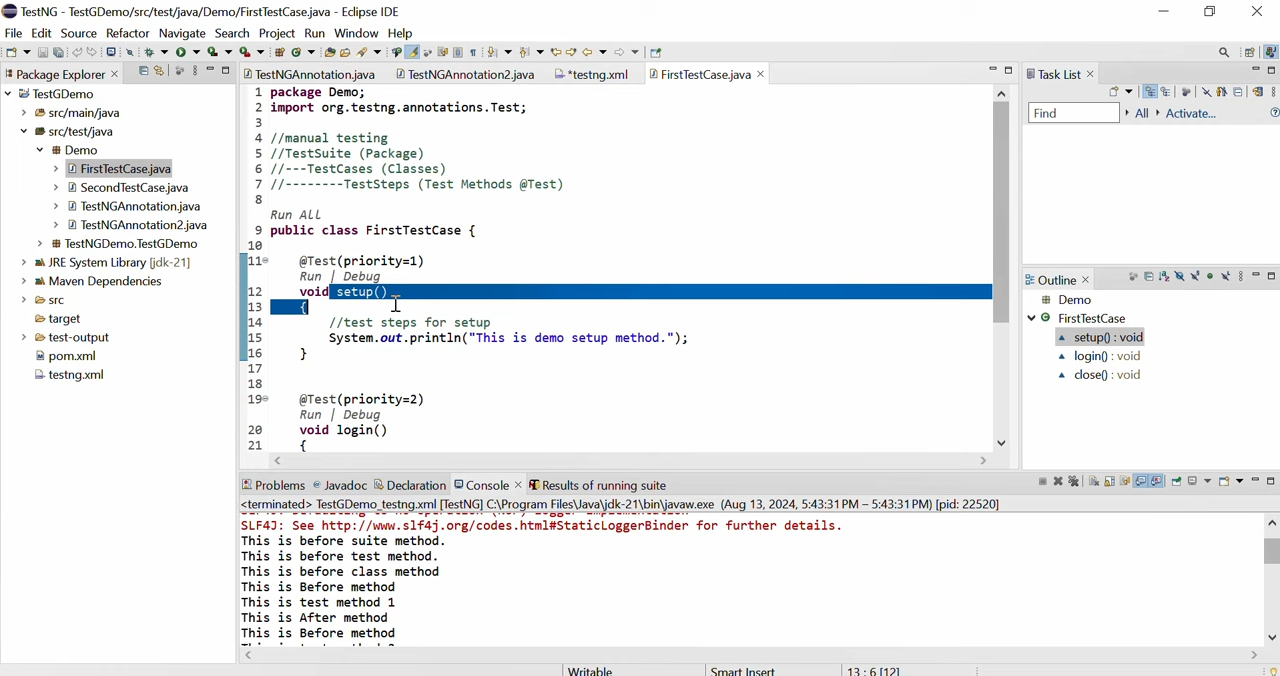 TestNG - TestGDemo/src/test/java/Demo/FirstTestCase.java - Eclipse IDE
File Edit Source Refactor Navigate Search Project Run Window Help
Package Explorer
TestGDemo
src/main/java
src/test/java
Demo
FirstTestCase.java
SecondTestCase.java
TestNGAnnotation.java
TestNGAnnotation2.java
TestNGDemo.TestGDemo
JRE System Library [jdk-21]
Maven Dependencies
src
target
test-output
pom.xml
testng.xml
TestNGAnnotation.java TestNGAnnotation2.java *testng.xml FirstTestCase.java
1 package Demo;
2 import org.testng.annotations.Test;
3
4 //manual testing
5 //TestSuite (Package)
6 //---TestCases (Classes)
7 //--------TestSteps (Test Methods @Test)
8
Run All
9 public class FirstTestCase {
10
11 @Test(priority=1)
Run | Debug
12 void setup()
13 {
14 //test steps for setup
15 System.out.println("This is demo setup method.");
16 }
17
18
19 @Test(priority=2)
Run | Debug
20 void login()
21 {
Task List
Find All Activate...
Outline
Demo
FirstTestCase
setup() : void
login() : void
close() : void
Problems Javadoc Declaration Console Results of running suite
<terminated> TestGDemo_testng.xml [TestNG] C:\Program Files\Java\jdk-21\bin\javaw.exe (Aug 13, 2024, 5:43:31 PM – 5:43:31 PM) [pid: 22520]
SLF4J: See http://www.slf4j.org/codes.html#StaticLoggerBinder for further details.
This is before suite method.
This is before test method.
This is before class method
This is Before method
This is test method 1
This is After method
This is Before method
Writable Smart Insert 13 : 6 [12]